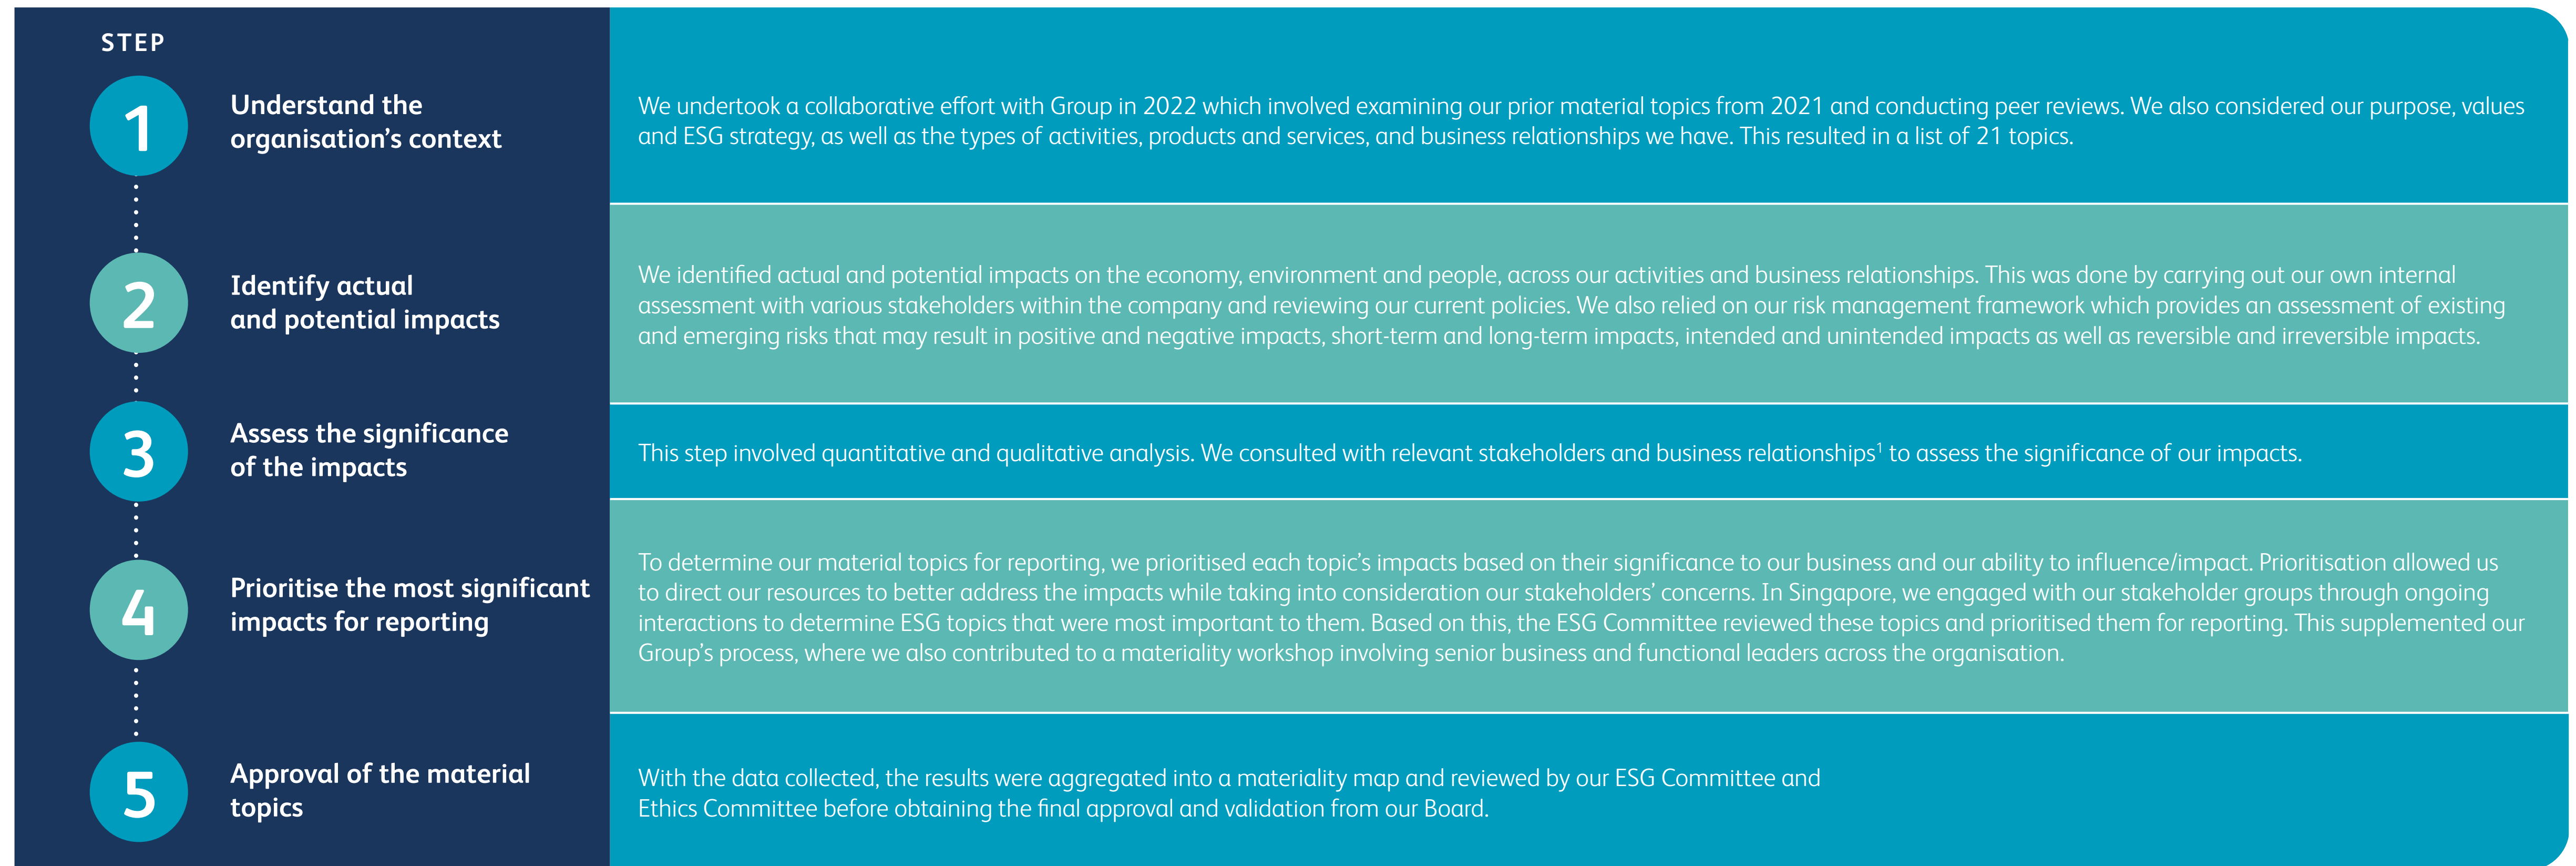 STEP
1
Understand the
organisation’s context
We undertook a collaborative effort with Group in 2022 which involved examining our prior material topics from 2021 and conducting peer reviews. We also considered our purpose, values
and ESG strategy, as well as the types of activities, products and services, and business relationships we have. This resulted in a list of 21 topics.
2
Identify actual
and potential impacts
We identified actual and potential impacts on the economy, environment and people, across our activities and business relationships. This was done by carrying out our own internal
assessment with various stakeholders within the company and reviewing our current policies. We also relied on our risk management framework which provides an assessment of existing
and emerging risks that may result in positive and negative impacts, short-term and long-term impacts, intended and unintended impacts as well as reversible and irreversible impacts.
3
Assess the significance
of the impacts
This step involved quantitative and qualitative analysis. We consulted with relevant stakeholders and business relationships¹ to assess the significance of our impacts.
4
Prioritise the most significant
impacts for reporting
To determine our material topics for reporting, we prioritised each topic’s impacts based on their significance to our business and our ability to influence/impact. Prioritisation allowed us
to direct our resources to better address the impacts while taking into consideration our stakeholders’ concerns. In Singapore, we engaged with our stakeholder groups through ongoing
interactions to determine ESG topics that were most important to them. Based on this, the ESG Committee reviewed these topics and prioritised them for reporting. This supplemented our
Group’s process, where we also contributed to a materiality workshop involving senior business and functional leaders across the organisation.
5
Approval of the material
topics
With the data collected, the results were aggregated into a materiality map and reviewed by our ESG Committee and
Ethics Committee before obtaining the final approval and validation from our Board.